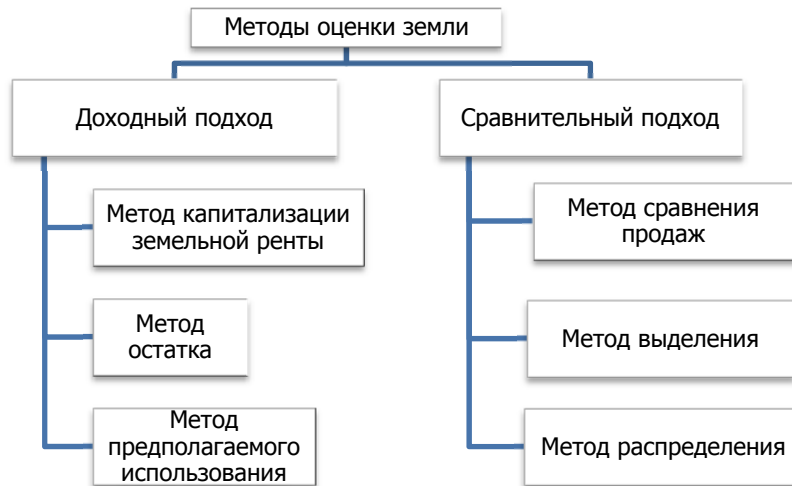 Методы оценки земли
Доходный подход
Сравнительный подход
Метод капитализации
земельной ренты
Метод
остатка
Метод
предполагаемого
использования
Метод сравнения
продаж
Метод выделения
Метод распределения